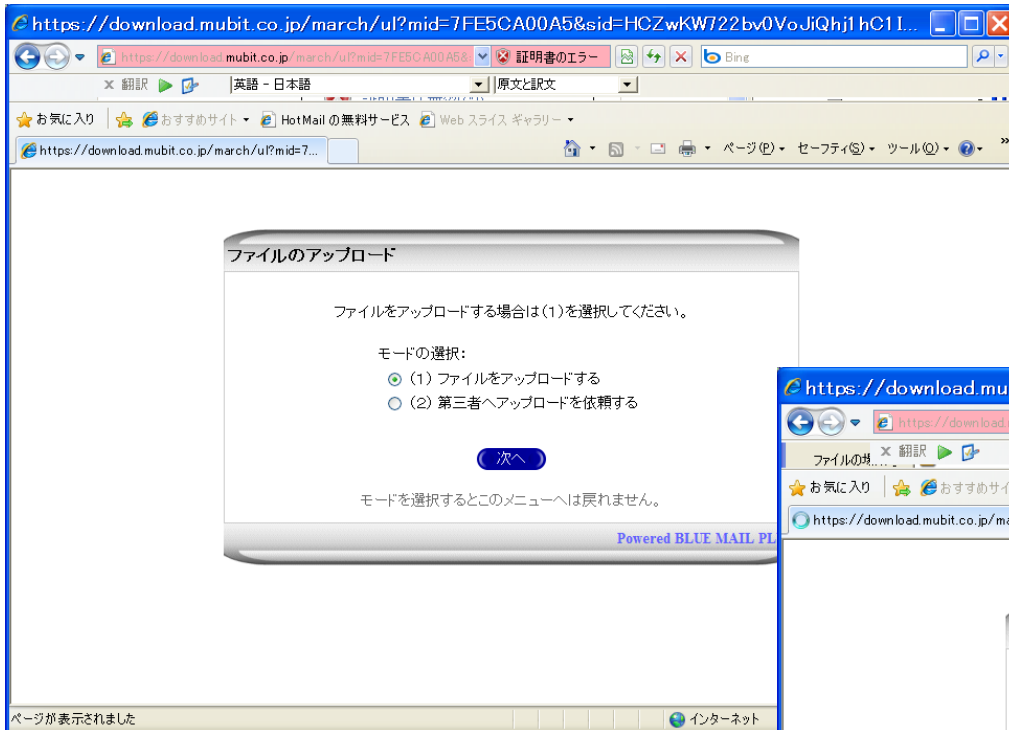 https://download.mubit.co.jp/march/ul?mid=7FE5CA00A5&sid=HCZwKW722bv0VoJiQhj1hC1I...
https://download.mubit.co.jp/march/ul?mid=7FE5CA00A5& 証明書のエラー Bing
X 翻訳 英語 - 日本語 原文と訳文
お気に入り おすすめサイト HotMail の無料サービス Web スライス ギャラリー
https://download.mubit.co.jp/march/ul?mid=7... ページ(P) セーフティ(S) ツール(O) »
ファイルのアップロード
ファイルをアップロードする場合は(1)を選択してください。
モードの選択:
(1) ファイルをアップロードする
(2) 第三者へアップロードを依頼する
次へ
モードを選択するとこのメニューへは戻れません。
Powered BLUE MAIL PL
ページが表示されました インターネット
https://download.mu
https://download.
ファイルの場 X 翻訳
お気に入り おすすめサイ
https://download.mubit.co.jp/ma